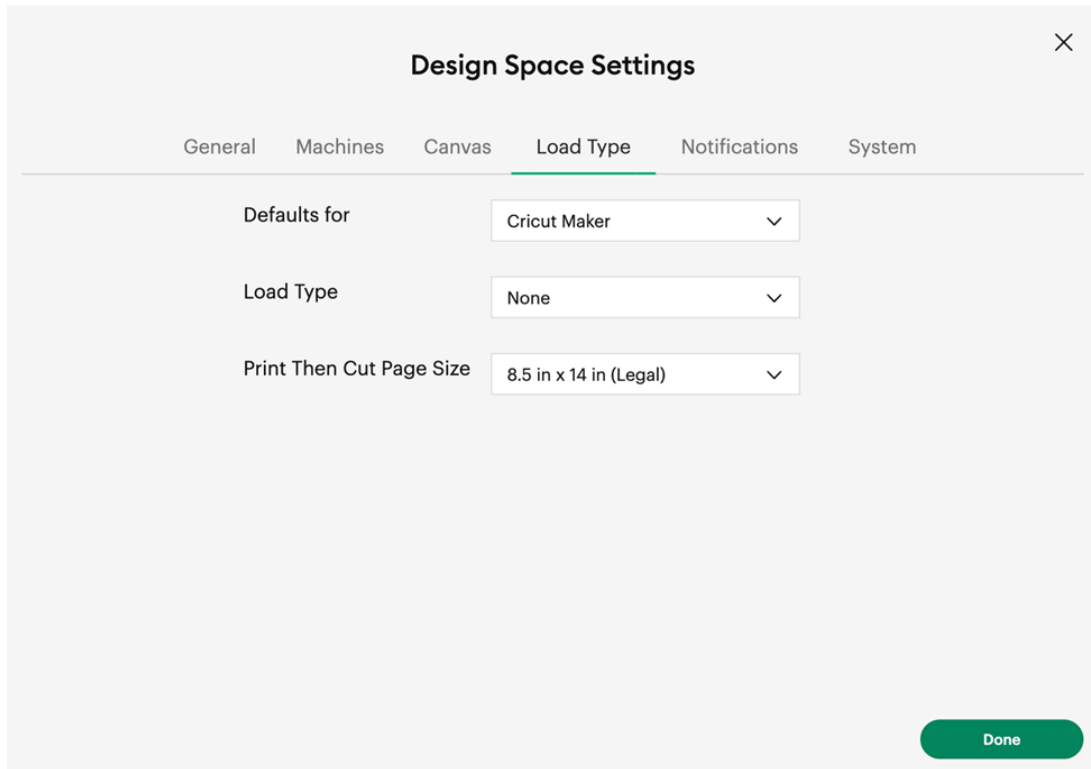 Design Space Settings
General Machines Canvas Load Type Notifications System
Defaults for Cricut Maker
Load Type None
Print Then Cut Page Size 8.5 in x 14 in (Legal)
Done